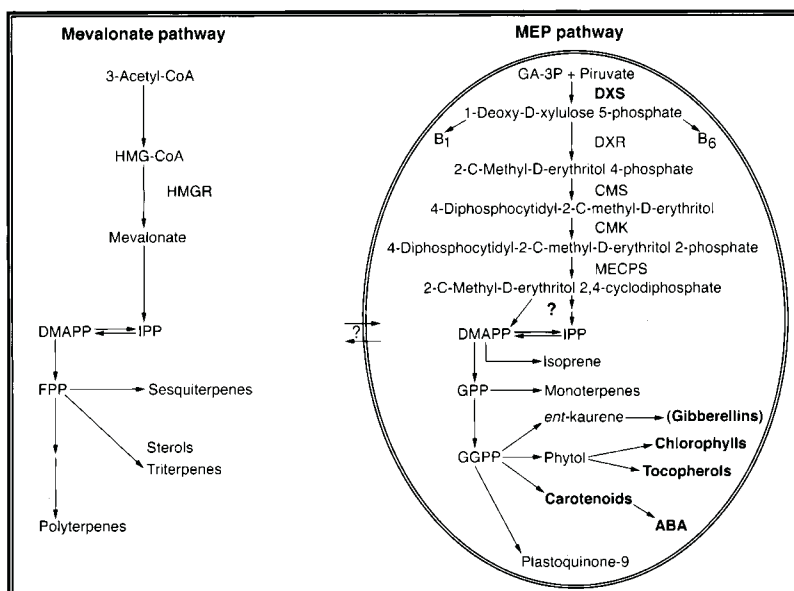 Mevalonate pathway
3-Acetyl-CoA
HMG-CoA
HMGR
Mevalonate
DMAPP
IPP
FPP
Sesquiterpenes
Sterols
Triterpenes
Polyterpenes
?
MEP pathway
GA-3P + Piruvate
DXS
1-Deoxy-D-xylulose 5-phosphate
B1
B6
DXR
2-C-Methyl-D-erythritol 4-phosphate
CMS
4-Diphosphocytidyl-2-C-methyl-D-erythritol
CMK
4-Diphosphocytidyl-2-C-methyl-D-erythritol 2-phosphate
MECPS
2-C-Methyl-D-erythritol 2,4-cyclodiphosphate
?
DMAPP
IPP
Isoprene
GPP
Monoterpenes
ent-kaurene
(Gibberellins)
GGPP
Phytol
Chlorophylls
Tocopherols
Carotenoids
ABA
Plastoquinone-9